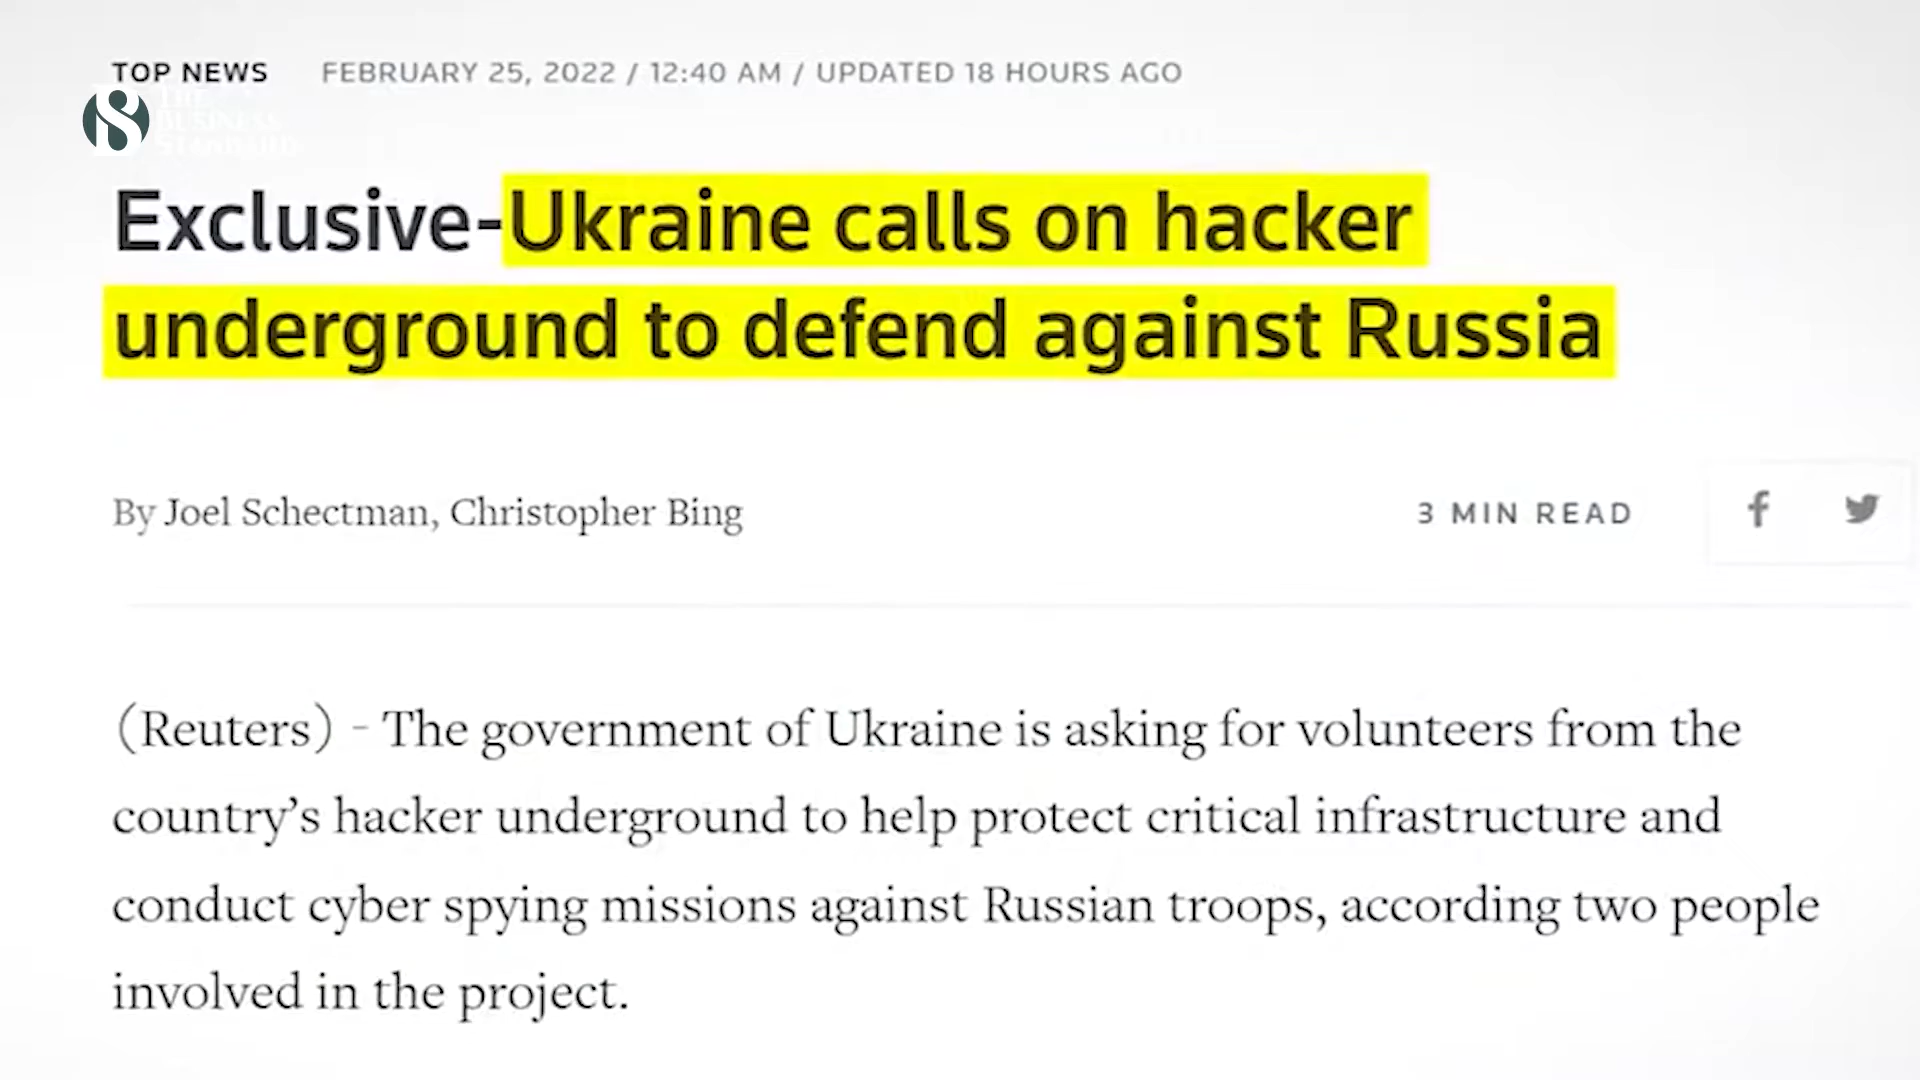 TOP NEWS FEBRUARY 25, 2022 / 12:40 AM / UPDATED 18 HOURS AGO
THE
BUSINESS
STANDARD
Exclusive-Ukraine calls on hacker
underground to defend against Russia
By Joel Schectman, Christopher Bing 3 MIN READ
(Reuters) - The government of Ukraine is asking for volunteers from the
country’s hacker underground to help protect critical infrastructure and
conduct cyber spying missions against Russian troops, according two people
involved in the project.